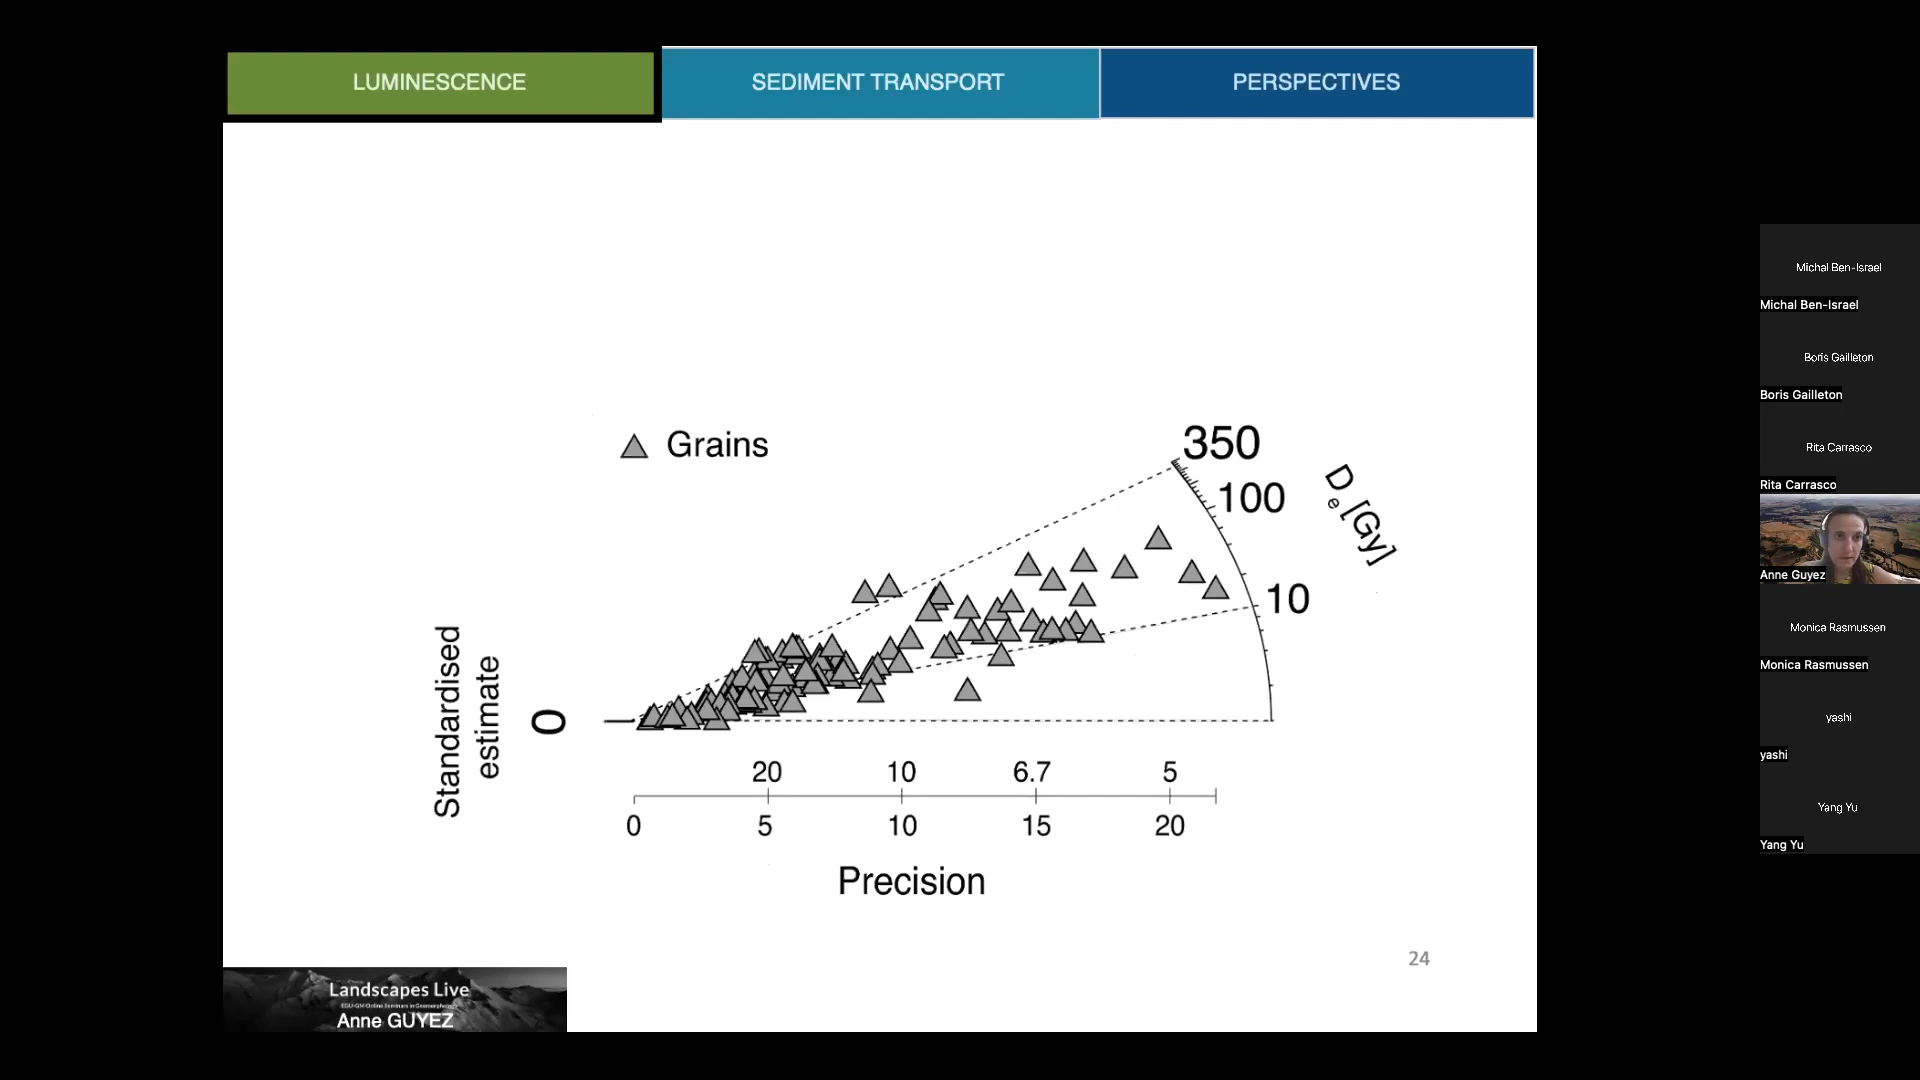 LUMINESCENCE
SEDIMENT TRANSPORT
PERSPECTIVES
Grains
350
100
10
De [Gy]
Standardised
estimate
0
20
10
6.7
5
0
5
10
15
20
Precision
24
Landscapes Live
EGU-GM Online Seminars in Geomorphology
Anne GUYEZ
Michal Ben-Israel
Michal Ben-Israel
Boris Gailleton
Boris Gailleton
Rita Carrasco
Rita Carrasco
Anne Guyez
Monica Rasmussen
Monica Rasmussen
yashi
yashi
Yang Yu
Yang Yu